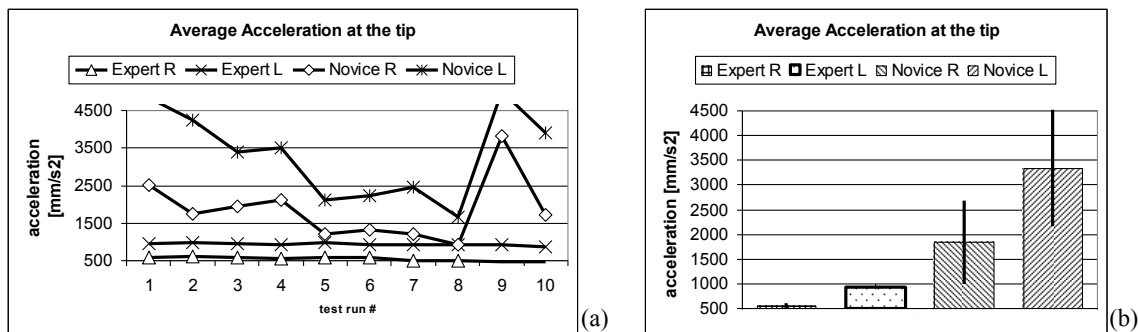 Average Acceleration at the tip
Expert R Expert L Novice R Novice L
acceleration
[mm/s2]
4500
3500
2500
1500
500
1 2 3 4 5 6 7 8 9 10
test run #
(a)
Average Acceleration at the tip
Expert R Expert L Novice R Novice L
acceleration [mm/s2]
4500
4000
3500
3000
2500
2000
1500
1000
500
(b)